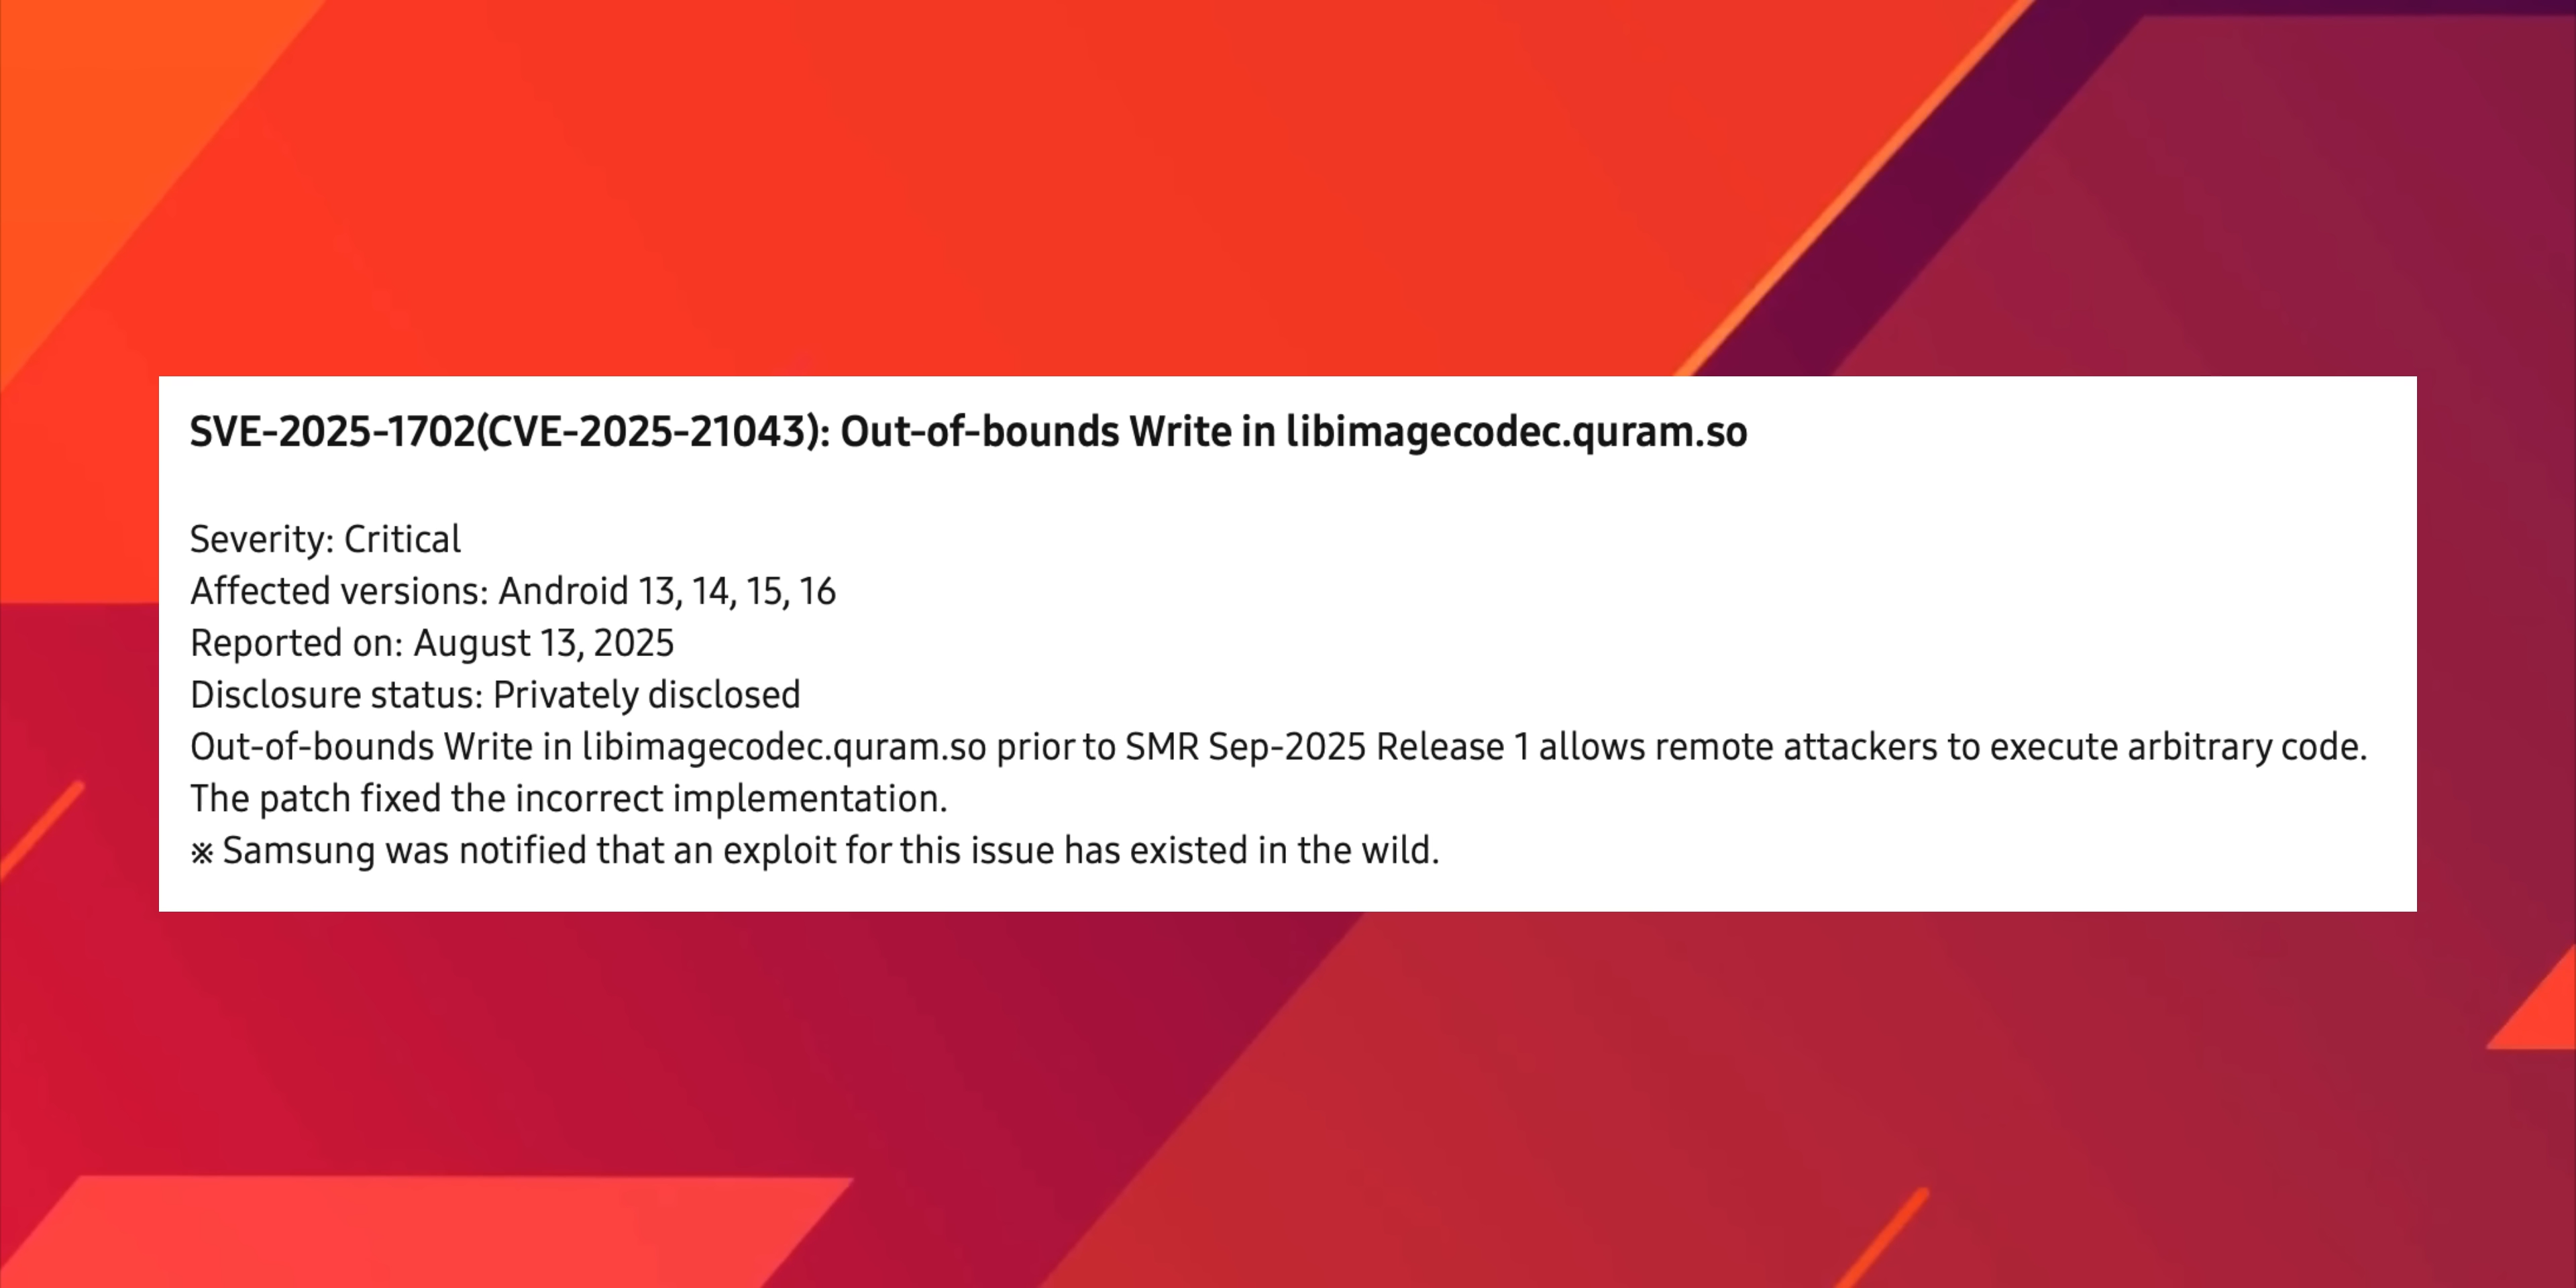 SVE-2025-1702(CVE-2025-21043): Out-of-bounds Write in libimagecodec.quram.so
Severity: Critical
Affected versions: Android 13, 14, 15, 16
Reported on: August 13, 2025
Disclosure status: Privately disclosed
Out-of-bounds Write in libimagecodec.quram.so prior to SMR Sep-2025 Release 1 allows remote attackers to execute arbitrary code.
The patch fixed the incorrect implementation.
※ Samsung was notified that an exploit for this issue has existed in the wild.